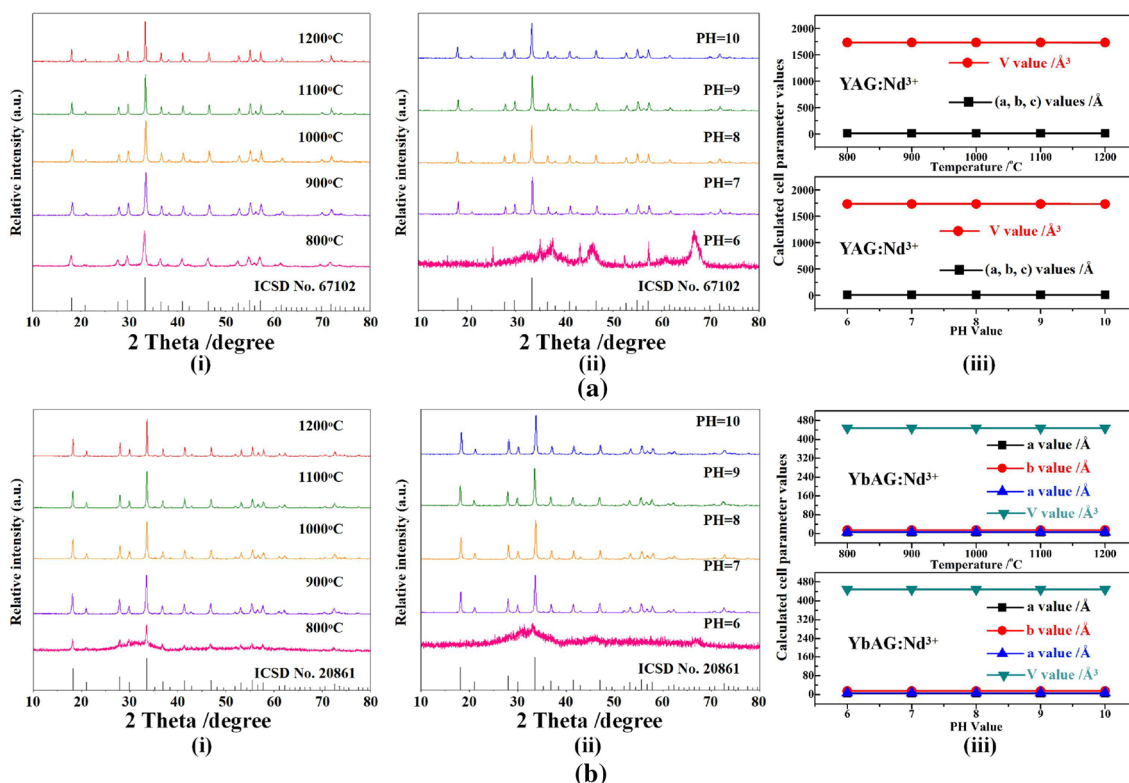 1200°C
1100°C
1000°C
900°C
800°C
ICSD No. 67102
Relative intensity (a.u.)
10 20 30 40 50 60 70 80
2 Theta /degree
(i)
PH=10
PH=9
PH=8
PH=7
PH=6
ICSD No. 67102
Relative intensity (a.u.)
10 20 30 40 50 60 70 80
2 Theta /degree
(ii)
(a)
Calculated cell parameter values
2000
1750
1500
1250
1000
750
500
250
0
V value /Å³
YAG:Nd³⁺
(a, b, c) values /Å
800 900 1000 1100 1200
Temperature /°C
2000
1750
1500
1250
1000
750
500
250
0
V value /Å³
YAG:Nd³⁺
(a, b, c) values /Å
6 7 8 9 10
PH Value
(iii)
1200°C
1100°C
1000°C
900°C
800°C
ICSD No. 20861
Relative intensity (a.u.)
10 20 30 40 50 60 70 80
2 Theta /degree
(i)
PH=10
PH=9
PH=8
PH=7
PH=6
ICSD No. 20861
Relative intensity (a.u.)
10 20 30 40 50 60 70 80
2 Theta /degree
(ii)
(b)
Calculated cell parameter values
480
400
320
240
160
80
0
a value /Å
YbAG:Nd³⁺
b value /Å
a value /Å
V value /Å³
800 900 1000 1100 1200
Temperature /°C
480
400
320
240
160
80
0
a value /Å
YbAG:Nd³⁺
b value /Å
a value /Å
V value /Å³
6 7 8 9 10
PH Value
(iii)